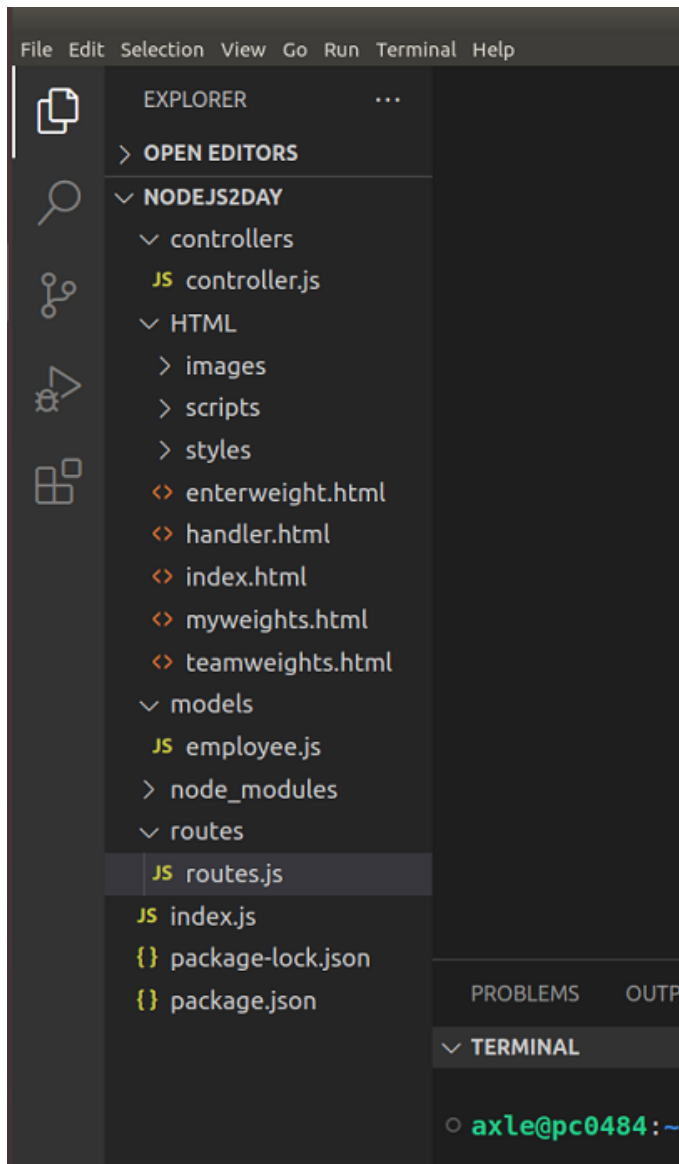 File Edit Selection View Go Run Terminal Help
EXPLORER ...
OPEN EDITORS
NODEJS2DAY
controllers
JS controller.js
HTML
images
scripts
styles
<> enterweight.html
<> handler.html
<> index.html
<> myweights.html
<> teamweights.html
models
JS employee.js
node_modules
routes
JS routes.js
JS index.js
{} package-lock.json
{} package.json
PROBLEMS OUTP
TERMINAL
axle@pc0484:~